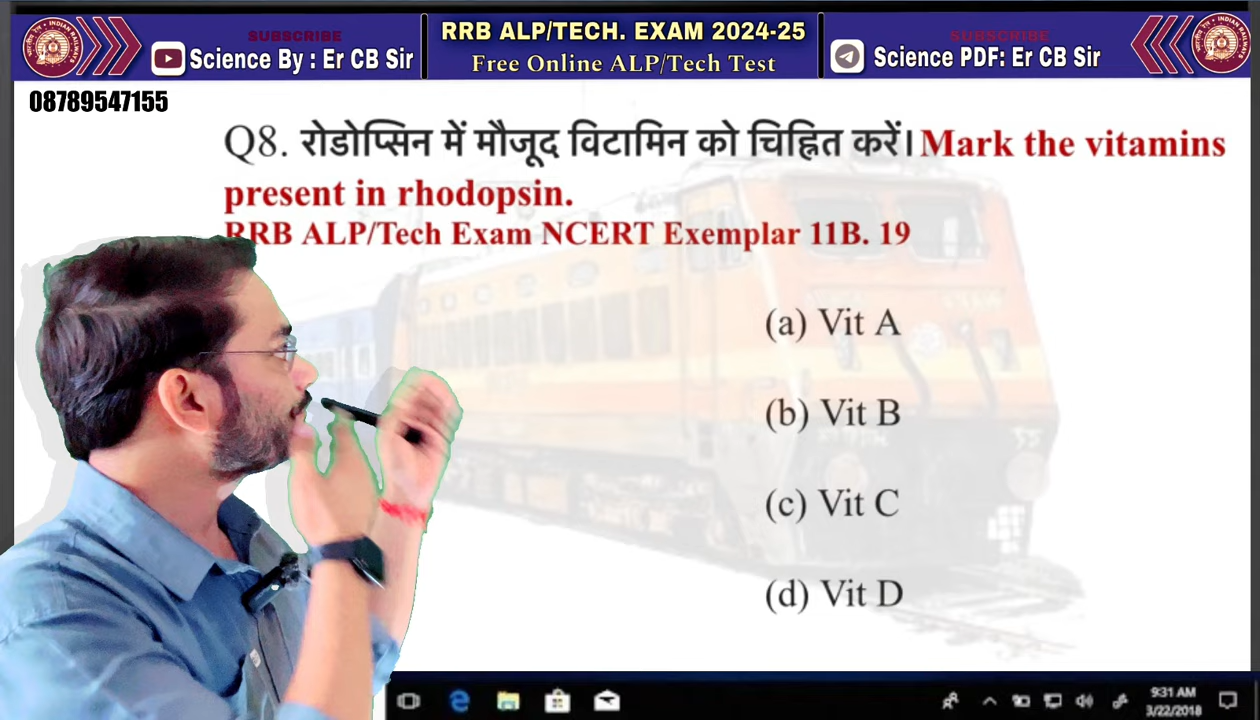 SUBSCRIBE
Science By : Er CB Sir
RRB ALP/TECH. EXAM 2024-25
Free Online ALP/Tech Test
SUBSCRIBE
Science PDF: Er CB Sir
08789547155
Q8. रोडोप्सिन में मौजूद विटामिन को चिह्नित करें। Mark the vitamins
present in rhodopsin.
RRB ALP/Tech Exam NCERT Exemplar 11B. 19
(a) Vit A
(b) Vit B
(c) Vit C
(d) Vit D
9:31 AM
3/22/2018